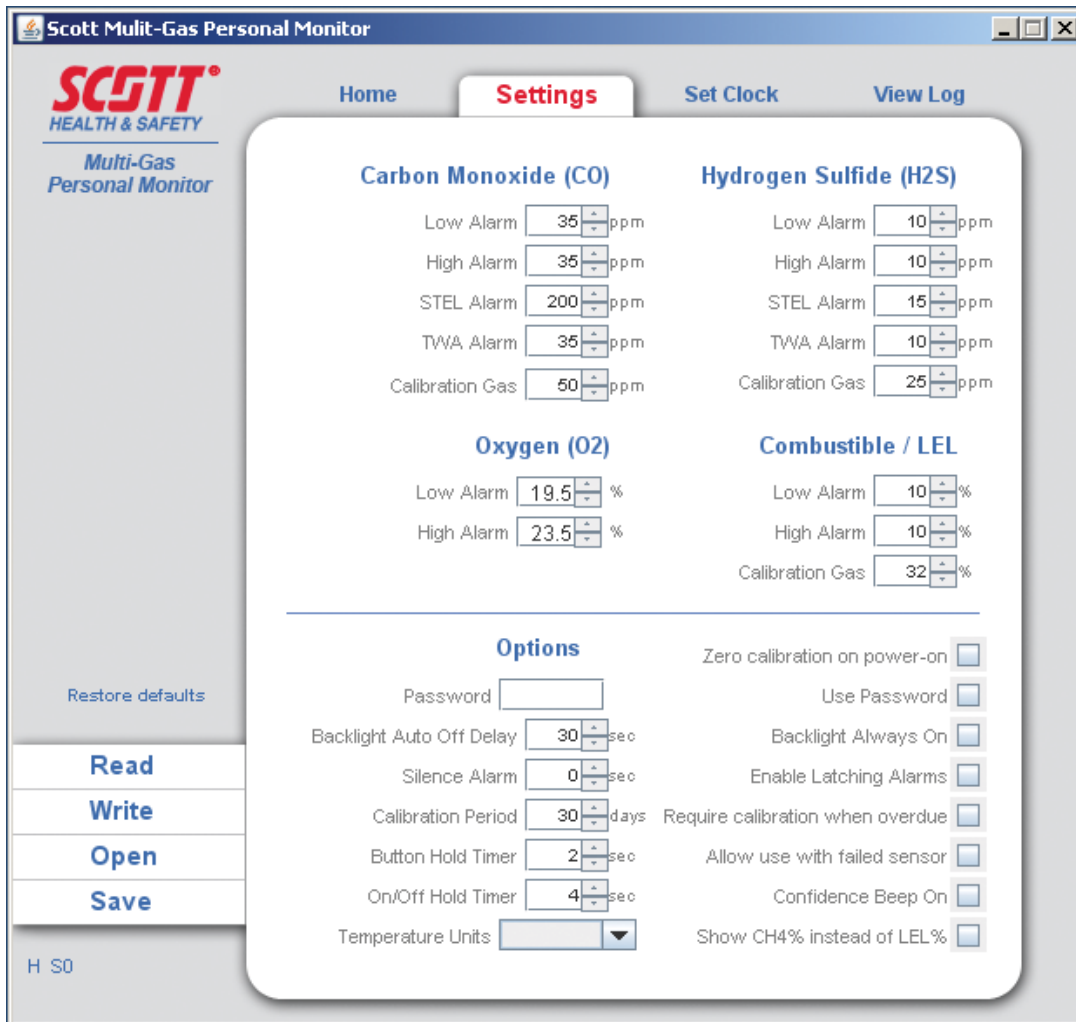 Scott Mulit-Gas Personal Monitor
SCOTT®
HEALTH & SAFETY
Multi-Gas
Personal Monitor
Home
Settings
Set Clock
View Log
Carbon Monoxide (CO)
Low Alarm 35 ppm
High Alarm 35 ppm
STEL Alarm 200 ppm
TWA Alarm 35 ppm
Calibration Gas 50 ppm
Hydrogen Sulfide (H2S)
Low Alarm 10 ppm
High Alarm 10 ppm
STEL Alarm 15 ppm
TWA Alarm 10 ppm
Calibration Gas 25 ppm
Oxygen (O2)
Low Alarm 19.5 %
High Alarm 23.5 %
Combustible / LEL
Low Alarm 10 %
High Alarm 10 %
Calibration Gas 32 %
Options
Password
Backlight Auto Off Delay 30 sec
Silence Alarm 0 sec
Calibration Period 30 days
Button Hold Timer 2 sec
On/Off Hold Timer 4 sec
Temperature Units
Zero calibration on power-on
Use Password
Backlight Always On
Enable Latching Alarms
Require calibration when overdue
Allow use with failed sensor
Confidence Beep On
Show CH4% instead of LEL%
Restore defaults
Read
Write
Open
Save
H S0